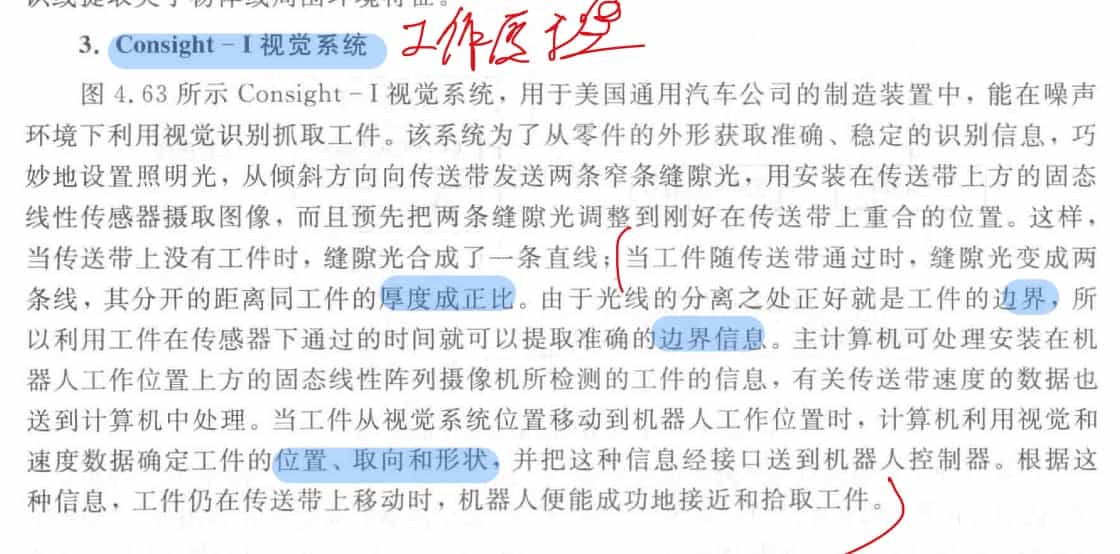 3. Consight－I 视觉系统 工作原理
图 4.63 所示 Consight－I 视觉系统，用于美国通用汽车公司的制造装置中，能在噪声
环境下利用视觉识别抓取工件。该系统为了从零件的外形获取准确、稳定的识别信息，巧
妙地设置照明光，从倾斜方向向传送带发送两条窄条缝隙光，用安装在传送带上方的固态
线性传感器摄取图像，而且预先把两条缝隙光调整到刚好在传送带上重合的位置。这样，
当传送带上没有工件时，缝隙光合成了一条直线；当工件随传送带通过时，缝隙光变成两
条线，其分开的距离同工件的厚度成正比。由于光线的分离之处正好就是工件的边界，所
以利用工件在传感器下通过的时间就可以提取准确的边界信息。主计算机可处理安装在机
器人工作位置上方的固态线性阵列摄像机所检测的工件的信息，有关传送带速度的数据也
送到计算机中处理。当工件从视觉系统位置移动到机器人工作位置时，计算机利用视觉和
速度数据确定工件的位置、取向和形状，并把这种信息经接口送到机器人控制器。根据这
种信息，工件仍在传送带上移动时，机器人便能成功地接近和拾取工件。